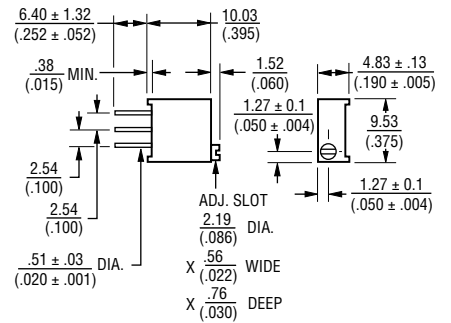 6.40 ± 1.32
(.252 ± .052)
10.03
(.395)
.38
(.015)
MIN.
1.52
(.060)
4.83 ± .13
(.190 ± .005)
1.27 ± 0.1
(.050 ± .004)
9.53
(.375)
2.54
(.100)
2.54
(.100)
1.27 ± 0.1
(.050 ± .004)
ADJ. SLOT
2.19
(.086)
DIA.
.51 ± .03
(.020 ± .001)
DIA.
X .56
(.022)
WIDE
X .76
(.030)
DEEP